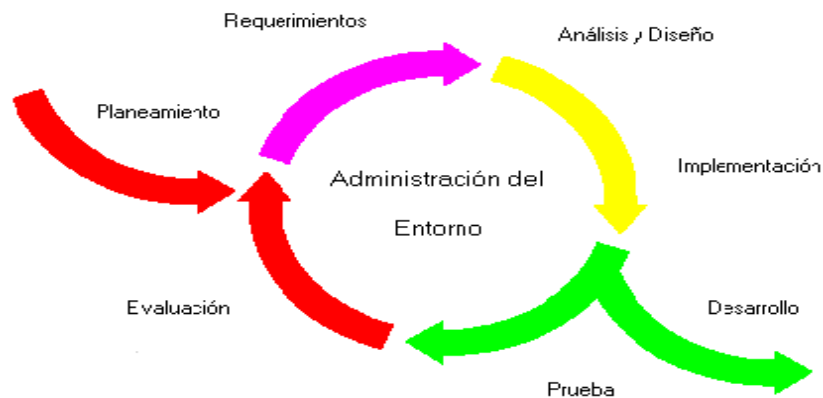 Requerimientos
Análisis y Diseño
Planeamiento
Implementación
Administración del
Entorno
Evaluación
Desarrollo
Prueba